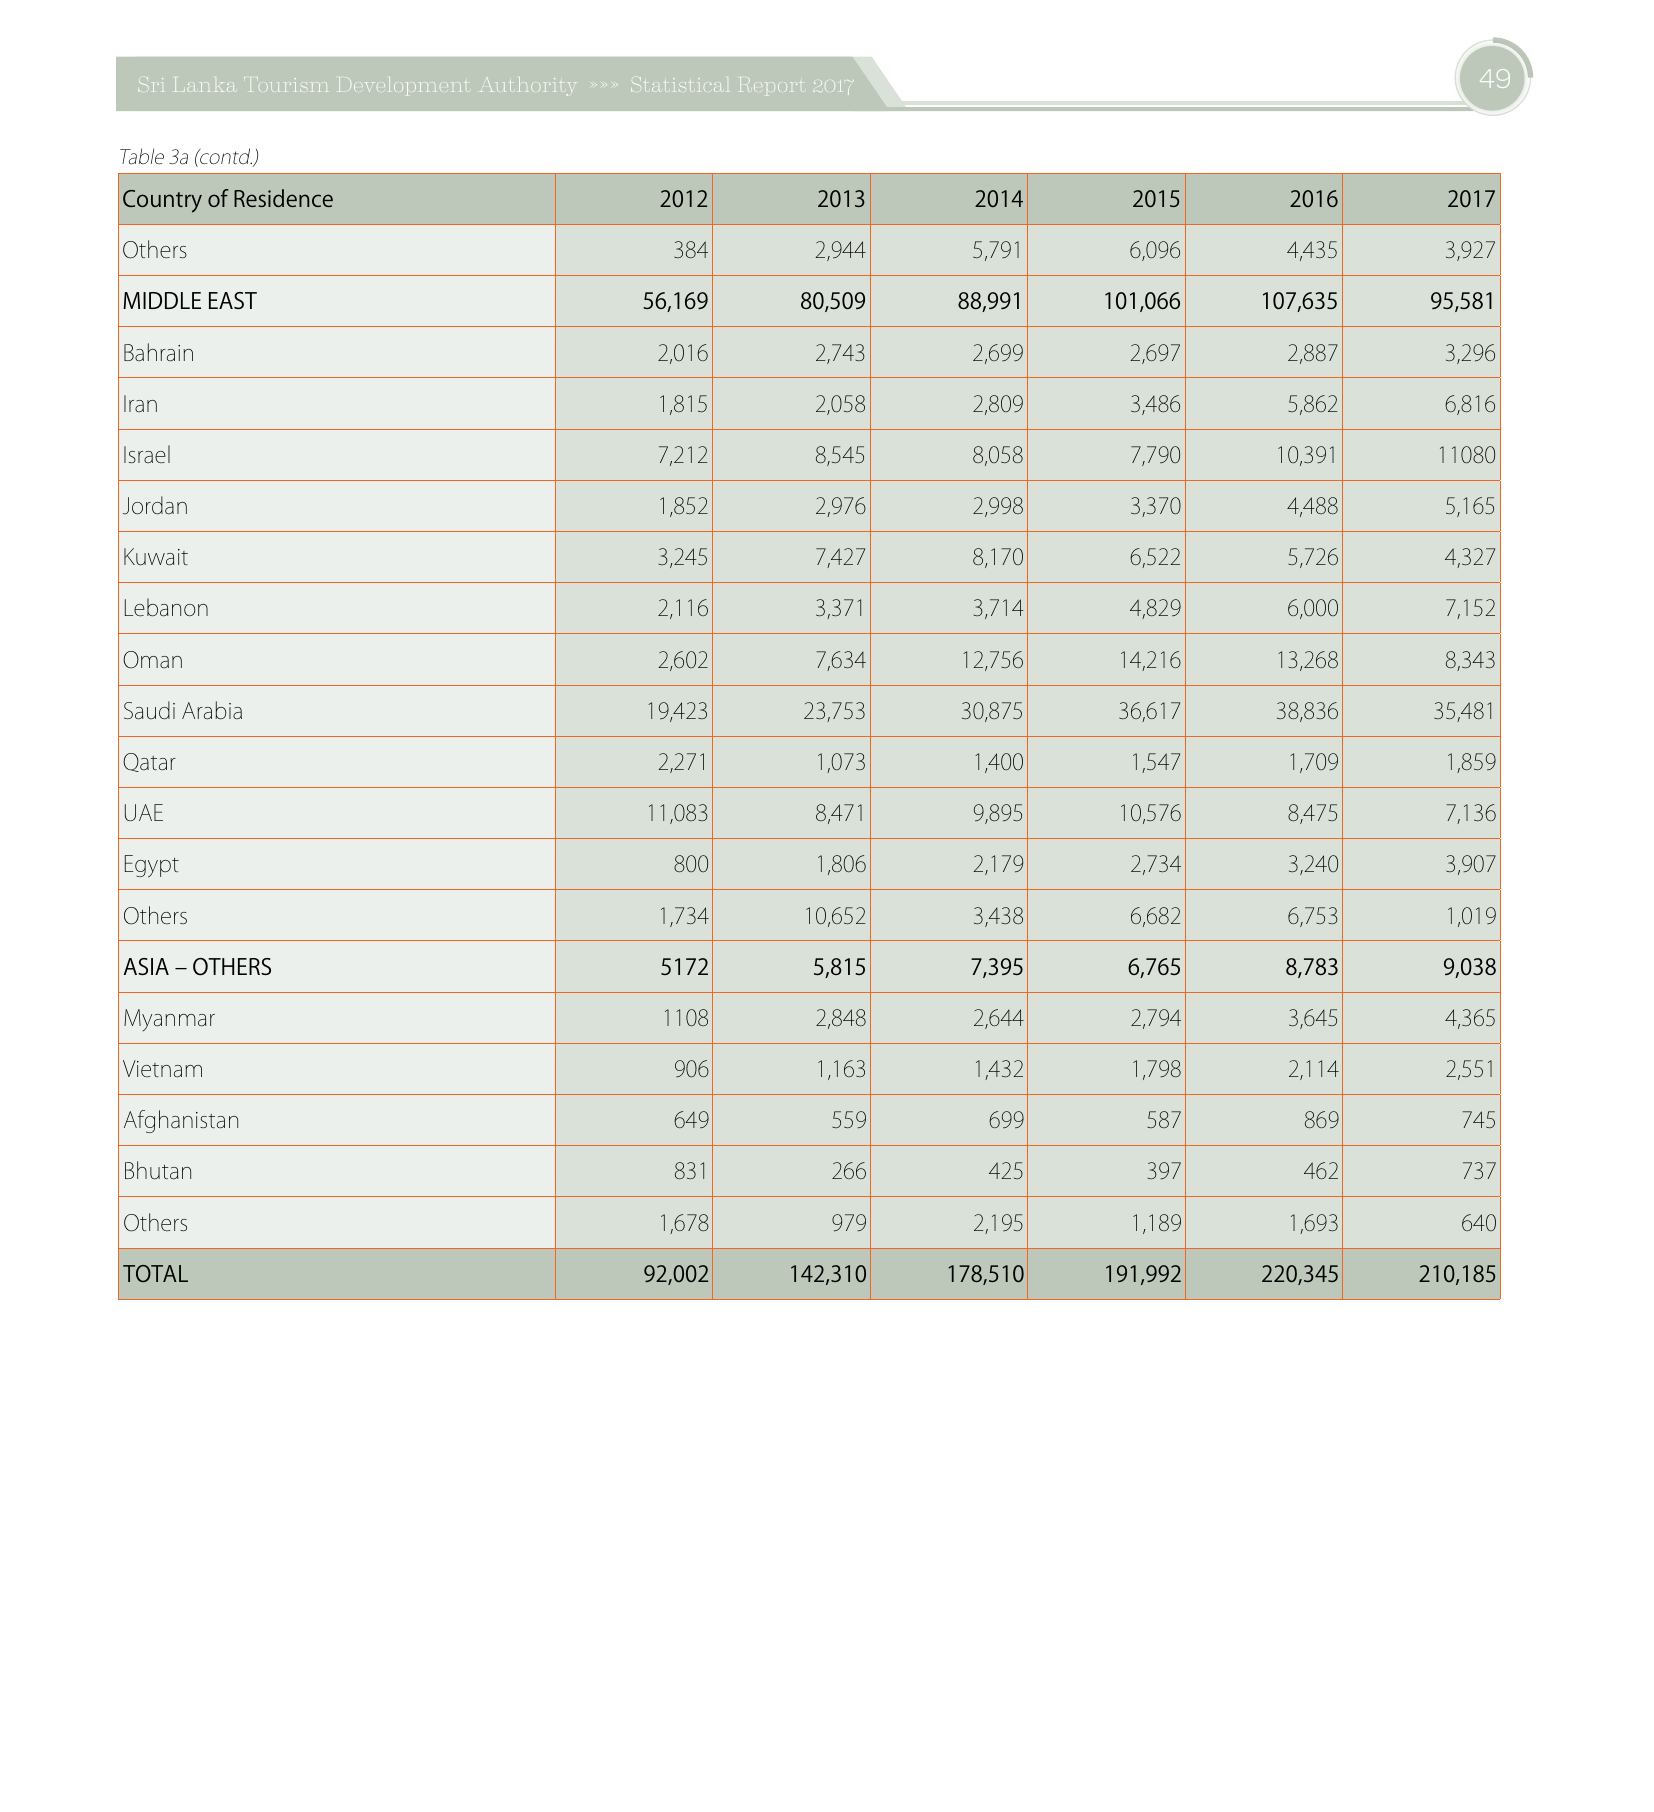 Sri Lanka Tourism Development Authority »»» Statistical Report 2017
49
Table 3a (contd.)
Country of Residence 2012 2013 2014 2015 2016 2017
Others 384 2,944 5,791 6,096 4,435 3,927
MIDDLE EAST 56,169 80,509 88,991 101,066 107,635 95,581
Bahrain 2,016 2,743 2,699 2,697 2,887 3,296
Iran 1,815 2,058 2,809 3,486 5,862 6,816
Israel 7,212 8,545 8,058 7,790 10,391 11080
Jordan 1,852 2,976 2,998 3,370 4,488 5,165
Kuwait 3,245 7,427 8,170 6,522 5,726 4,327
Lebanon 2,116 3,371 3,714 4,829 6,000 7,152
Oman 2,602 7,634 12,756 14,216 13,268 8,343
Saudi Arabia 19,423 23,753 30,875 36,617 38,836 35,481
Qatar 2,271 1,073 1,400 1,547 1,709 1,859
UAE 11,083 8,471 9,895 10,576 8,475 7,136
Egypt 800 1,806 2,179 2,734 3,240 3,907
Others 1,734 10,652 3,438 6,682 6,753 1,019
ASIA – OTHERS 5172 5,815 7,395 6,765 8,783 9,038
Myanmar 1108 2,848 2,644 2,794 3,645 4,365
Vietnam 906 1,163 1,432 1,798 2,114 2,551
Afghanistan 649 559 699 587 869 745
Bhutan 831 266 425 397 462 737
Others 1,678 979 2,195 1,189 1,693 640
TOTAL 92,002 142,310 178,510 191,992 220,345 210,185